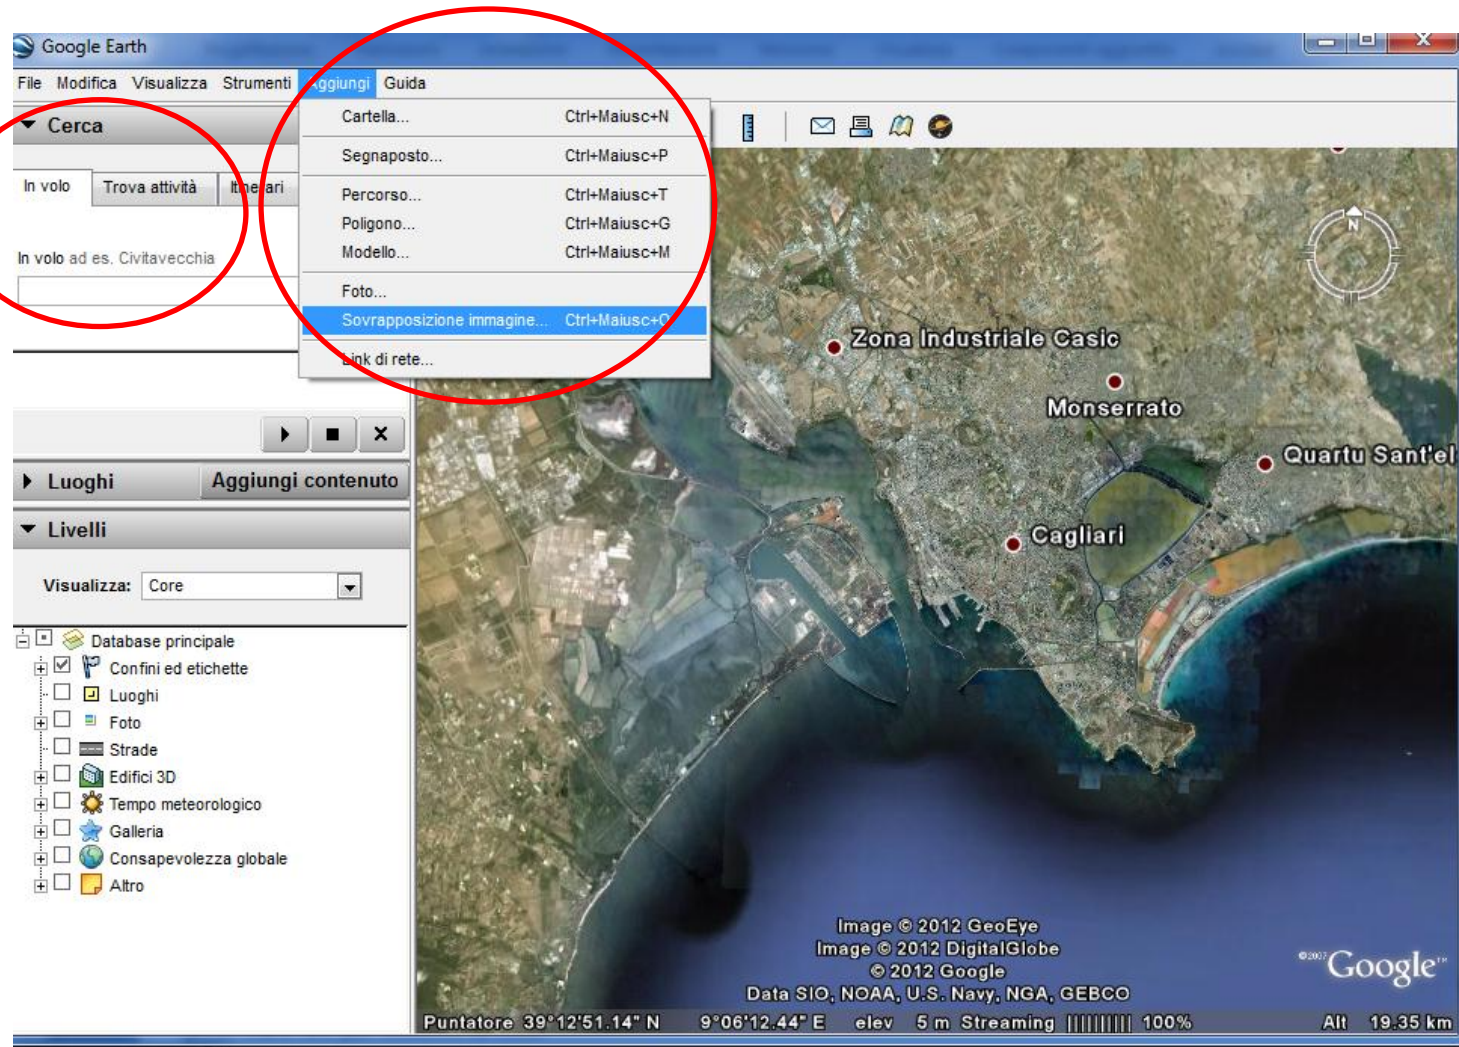 Google Earth
File Modifica Visualizza Strumenti Aggiungi Guida
Cerca
In volo Trova attività Itinerari
In volo ad es. Civitavecchia
Cartella... Ctrl+Maiusc+N
Segnaposto... Ctrl+Maiusc+P
Percorso... Ctrl+Maiusc+T
Poligono... Ctrl+Maiusc+G
Modello... Ctrl+Maiusc+M
Foto...
Sovrapposizione immagine... Ctrl+Maiusc+O
Link di rete...
Luoghi Aggiungi contenuto
Livelli
Visualizza: Core
Database principale
Confini ed etichette
Luoghi
Foto
Strade
Edifici 3D
Tempo meteorologico
Galleria
Consapevolezza globale
Altro
N
Zona Industriale Casic
Monserrato
Quartu Sant'el
Cagliari
Image © 2012 GeoEye
Image © 2012 DigitalGlobe
© 2012 Google
Data SIO, NOAA, U.S. Navy, NGA, GEBCO
©2007 Google™
Puntatore 39°12'51.14" N 9°06'12.44" E elev 5 m Streaming |||||||||| 100% Alt 19.35 km